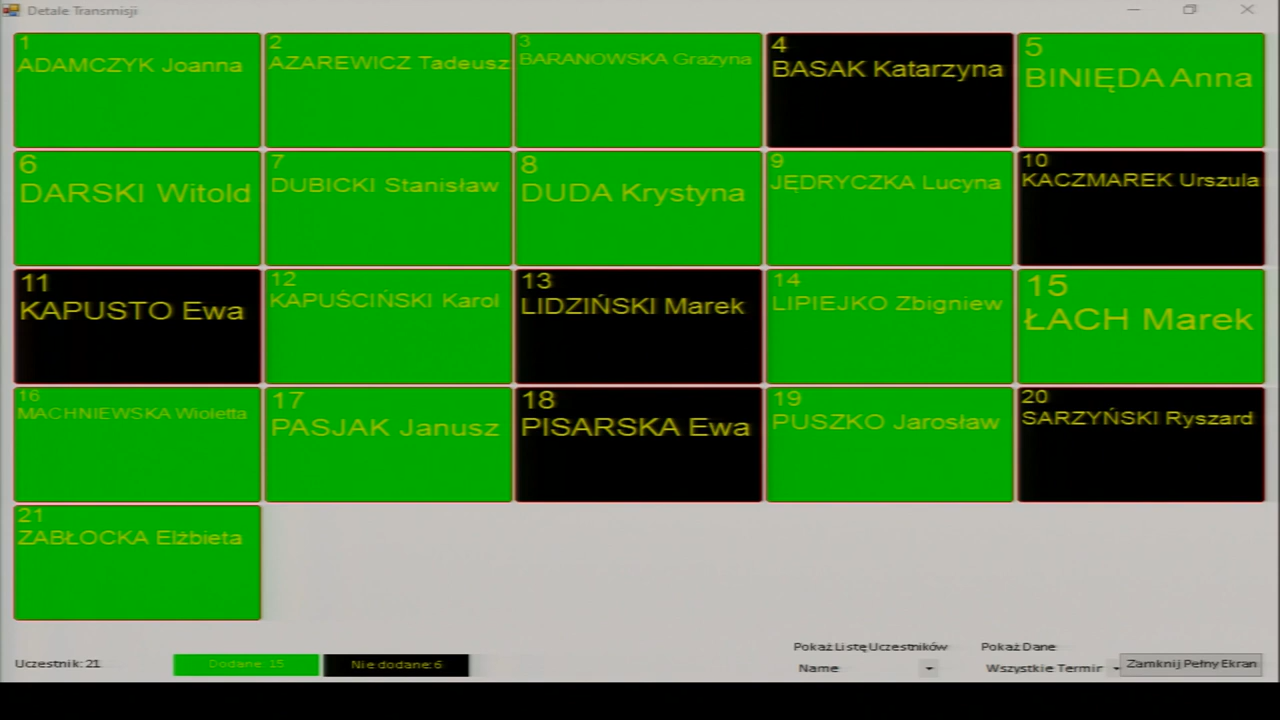 Detale Transmisji
1
ADAMCZYK Joanna
2
AZAREWICZ Tadeusz
3
BARANOWSKA Grażyna
4
BASAK Katarzyna
5
BINIĘDA Anna
6
DARSKI Witold
7
DUBICKI Stanisław
8
DUDA Krystyna
9
JĘDRYCZKA Lucyna
10
KACZMAREK Urszula
11
KAPUSTO Ewa
12
KAPUŚCIŃSKI Karol
13
LIDZIŃSKI Marek
14
LIPIEJKO Zbigniew
15
ŁACH Marek
16
MACHNIEWSKA Wioletta
17
PASJAK Janusz
18
PISARSKA Ewa
19
PUSZKO Jarosław
20
SARZYŃSKI Ryszard
21
ZABŁOCKA Elżbieta
Uczestnik: 21
Dodane: 15
Nie dodane: 6
Pokaż Listę Uczestników
Name
Pokaż Dane
Wszystkie Termir
Zamknij Pełny Ekran